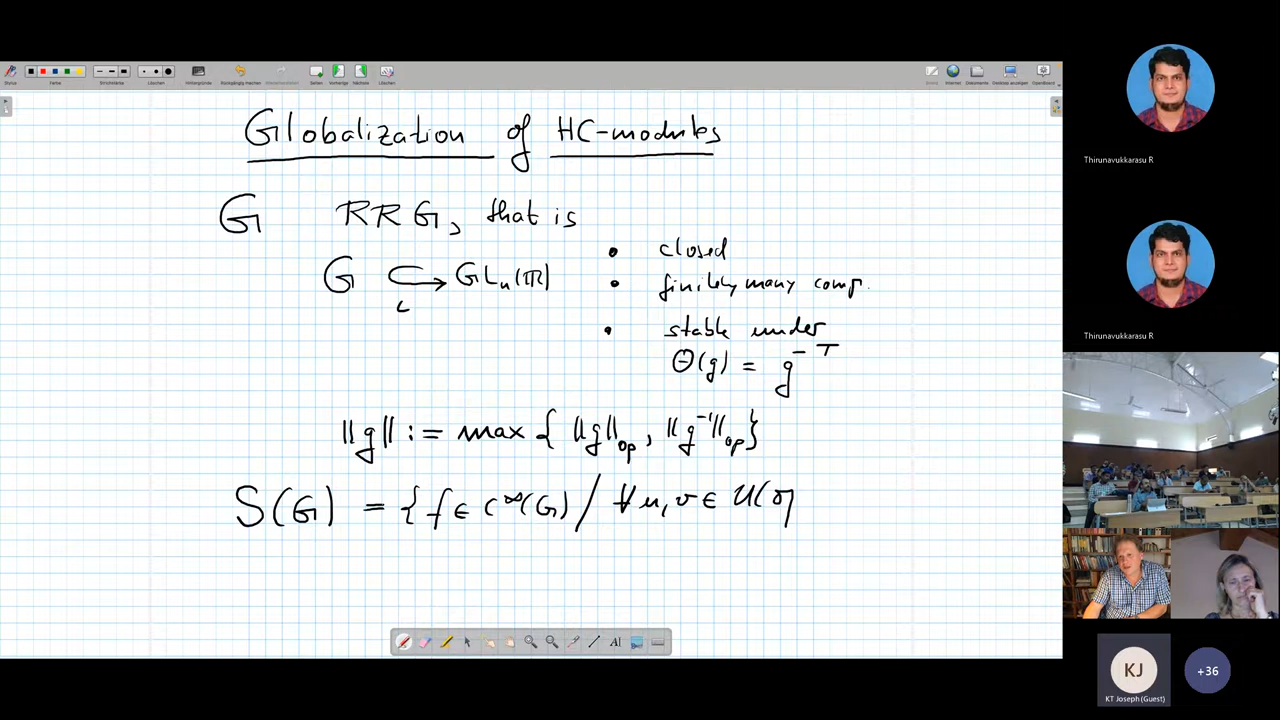 Globalization of HC-modules
G RRG, that is
G ↪ GLₙ(ℝ)
ι
• closed
• finitely many comp.
• stable under
Θ(g) = g^{-T}
||g|| := max { ||g||_{op}, ||g^{-1}||_{op} }
S(G) = { f ∈ C^∞(G) / ∀ u, v ∈ U(g
Thirunavukkarasu R
Thirunavukkarasu R
KJ
KT Joseph (Guest)
+36